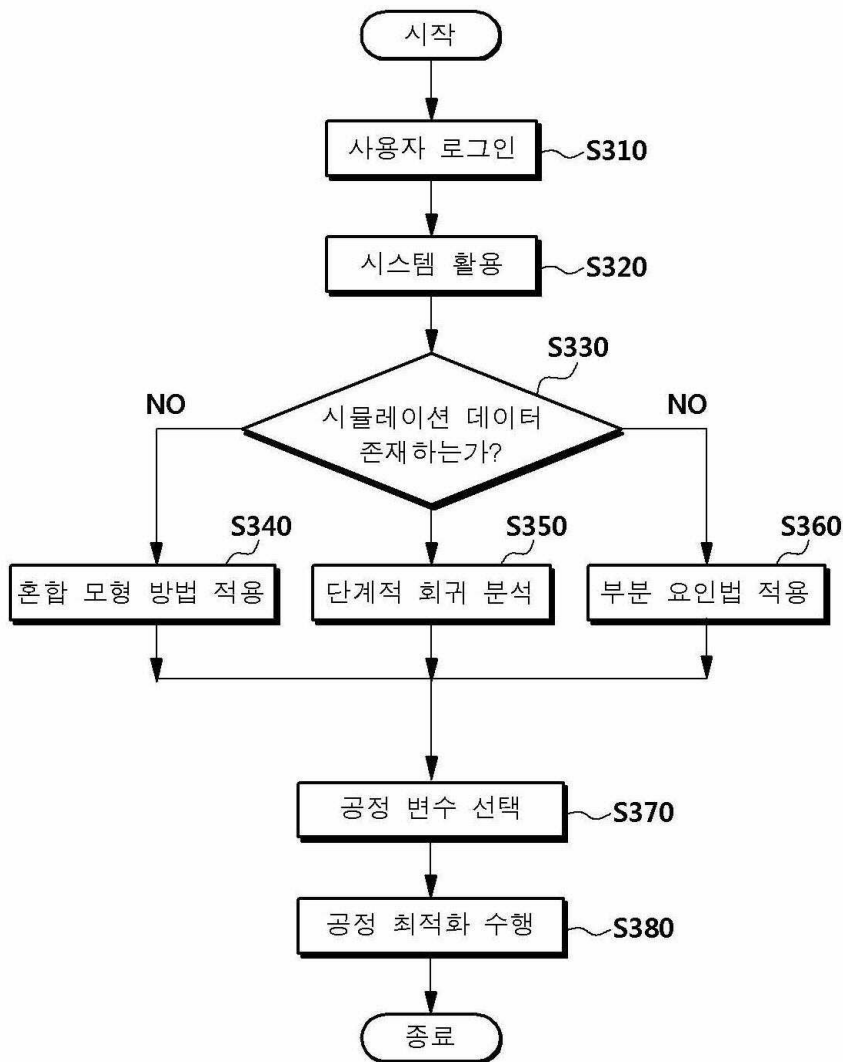 시작
사용자 로그인
S310
시스템 활용
S320
S330
NO
시뮬레이션 데이터
존재하는가?
NO
S340
S350
S360
혼합 모형 방법 적용
단계적 회귀 분석
부분 요인법 적용
공정 변수 선택
S370
공정 최적화 수행
S380
종료